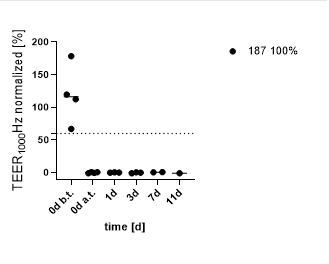 TEER1000Hz normalized [%]
200
150
100
50
0
0d b.t.
0d a.t.
1d
3d
7d
11d
time [d]
187 100%